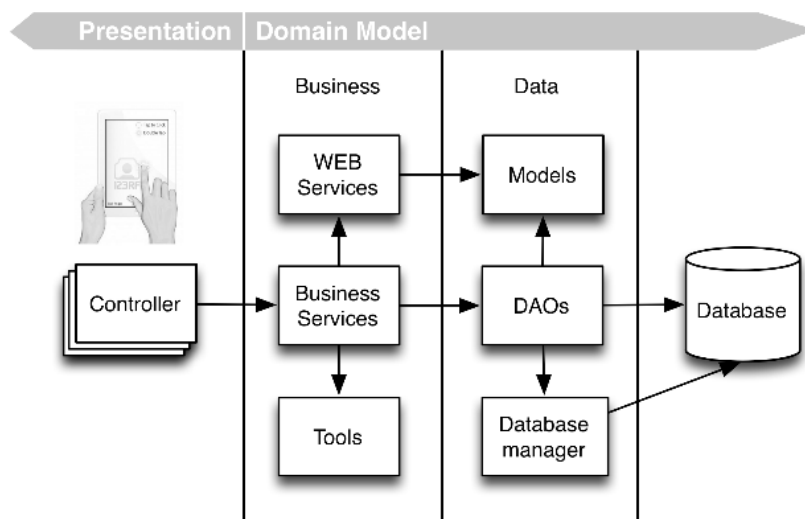 Presentation
Domain Model
Business
Data
WEB
Services
Models
Controller
Business
Services
DAOs
Database
Tools
Database
manager